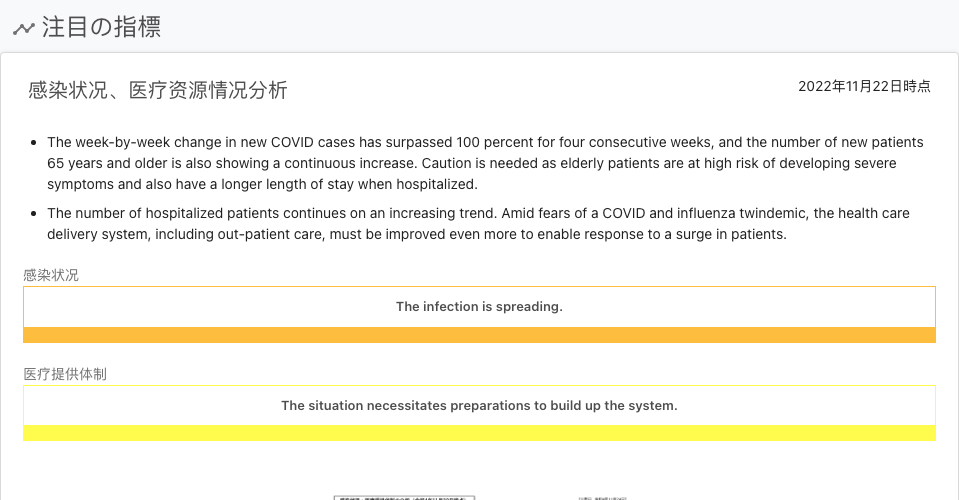 注目の指標
感染状况、医疗资源情况分析
2022年11月22日時点
The week-by-week change in new COVID cases has surpassed 100 percent for four consecutive weeks, and the number of new patients
65 years and older is also showing a continuous increase. Caution is needed as elderly patients are at high risk of developing severe
symptoms and also have a longer length of stay when hospitalized.
The number of hospitalized patients continues on an increasing trend. Amid fears of a COVID and influenza twindemic, the health care
delivery system, including out-patient care, must be improved even more to enable response to a surge in patients.
感染状况
The infection is spreading.
医疗提供体制
The situation necessitates preparations to build up the system.